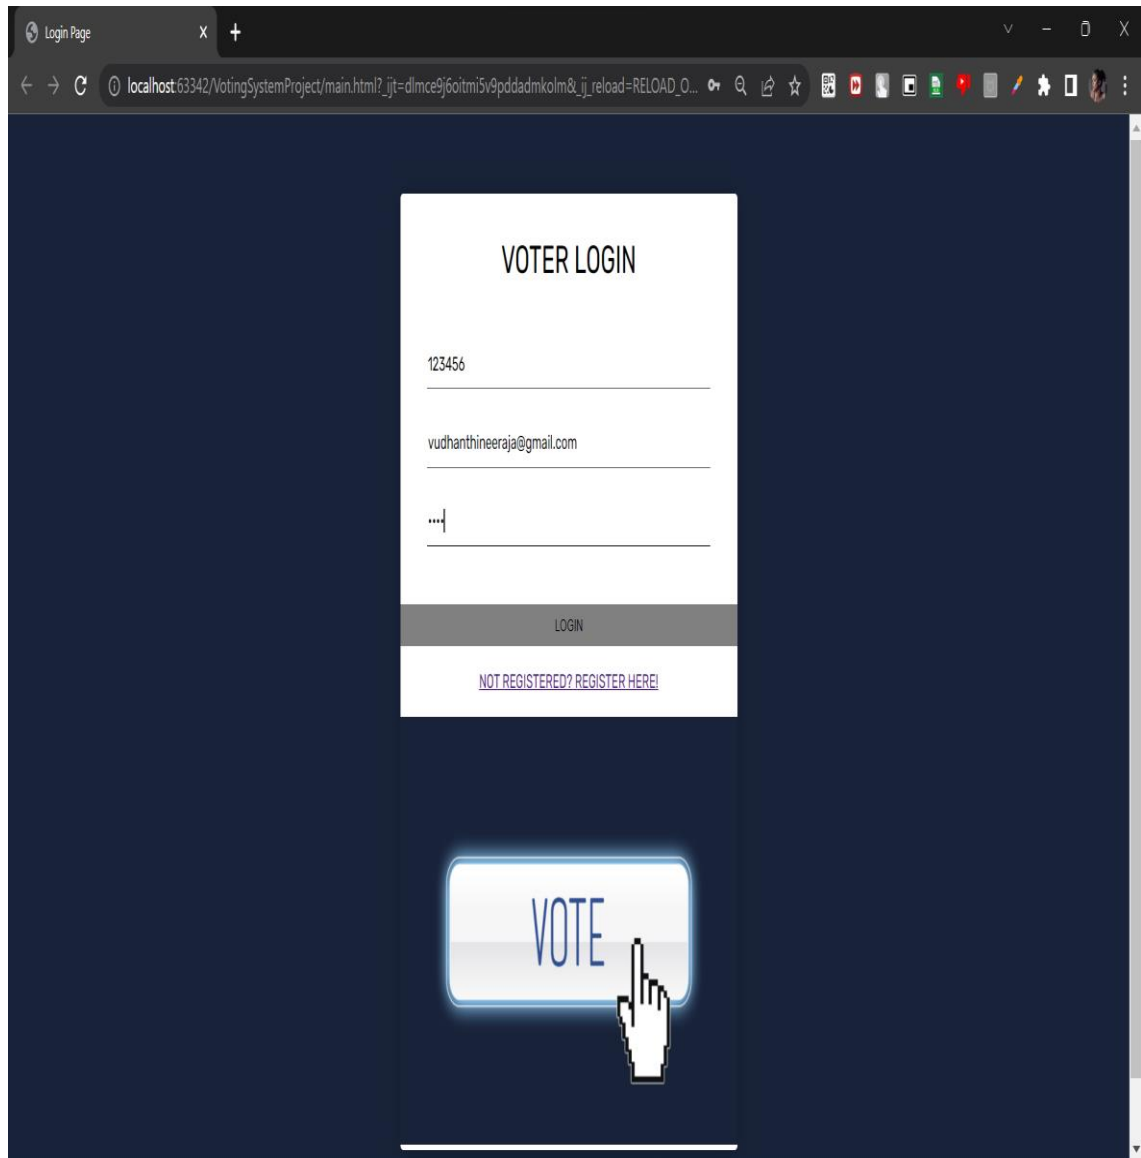 Login Page
localhost:63342/VotingSystemProject/main.html?_ijt=dlmce9j6oitmi5v9pddadmkolm&_ij_reload=RELOAD_O...
VOTER LOGIN
123456
vudhanthineeraja@gmail.com
••••
LOGIN
NOT REGISTERED? REGISTER HERE!
VOTE